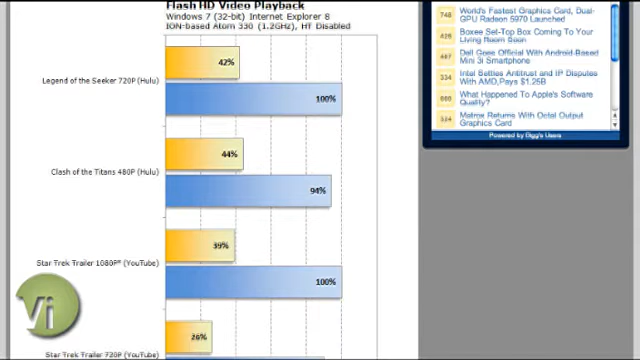 Flash HD Video Playback
Windows 7 (32-bit) Internet Explorer 8
ION-based Atom 330 (1.2GHz), HT Disabled
Legend of the Seeker 720P (Hulu)
42%
100%
Clash of the Titans 480P (Hulu)
44%
94%
Star Trek Trailer 1080P* (YouTube)
39%
100%
Star Trek Trailer 720P (YouTube)
26%
748
World's Fastest Graphics Card, Dual-
GPU Radeon 5970 Launched
Boxee Set-Top Box Coming To Your
Living Room Soon
Dell Goes Official With Android-Based
Mini 3i Smartphone
334
Intel Settles Antitrust and IP Disputes
With AMD,Pays $1.25B
What Happened To Apple's Software
Quality?
Matrox Returns With Octal Output
Graphics Card
Powered by Digg's Users
Vi